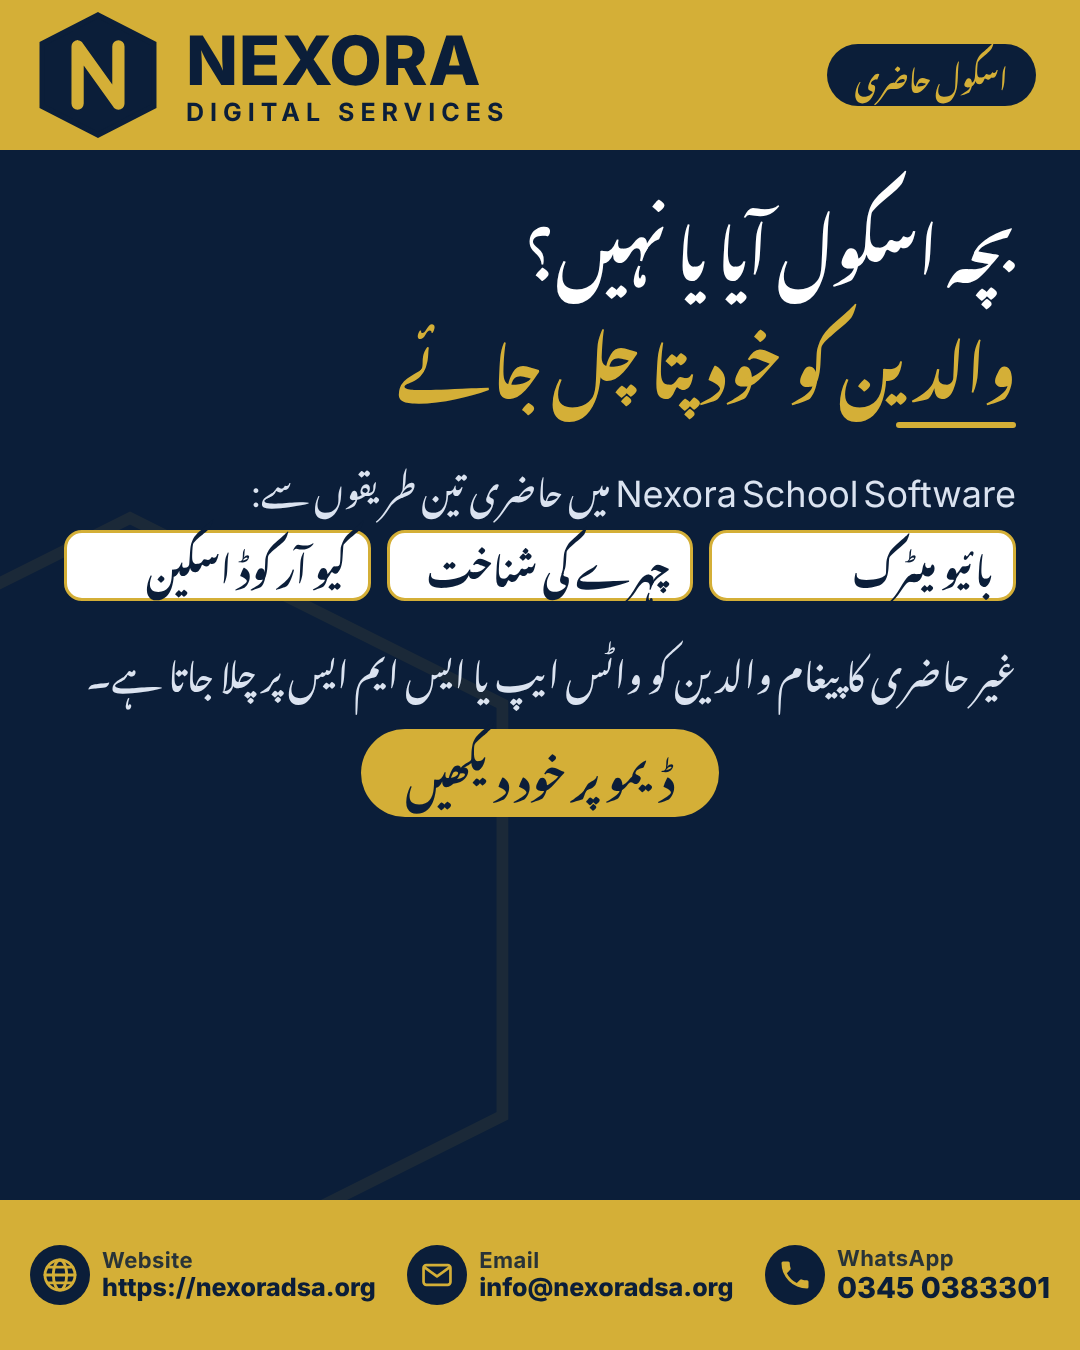 NEXORA
DIGITAL SERVICES
اسکول حاضری
بچہ اسکول آیا یا نہیں؟
والدین کو خود پتا چل جائے
Nexora School Software میں حاضری تین طریقوں سے:
بائیو میٹرک
چہرے کی شناخت
کیو آر کوڈ اسکین
غیر حاضری کا پیغام والدین کو واٹس ایپ یا ایس ایم ایس پر چلا جاتا ہے۔
ڈیمو پر خود دیکھیں
Website
https://nexoradsa.org
Email
info@nexoradsa.org
WhatsApp
0345 0383301